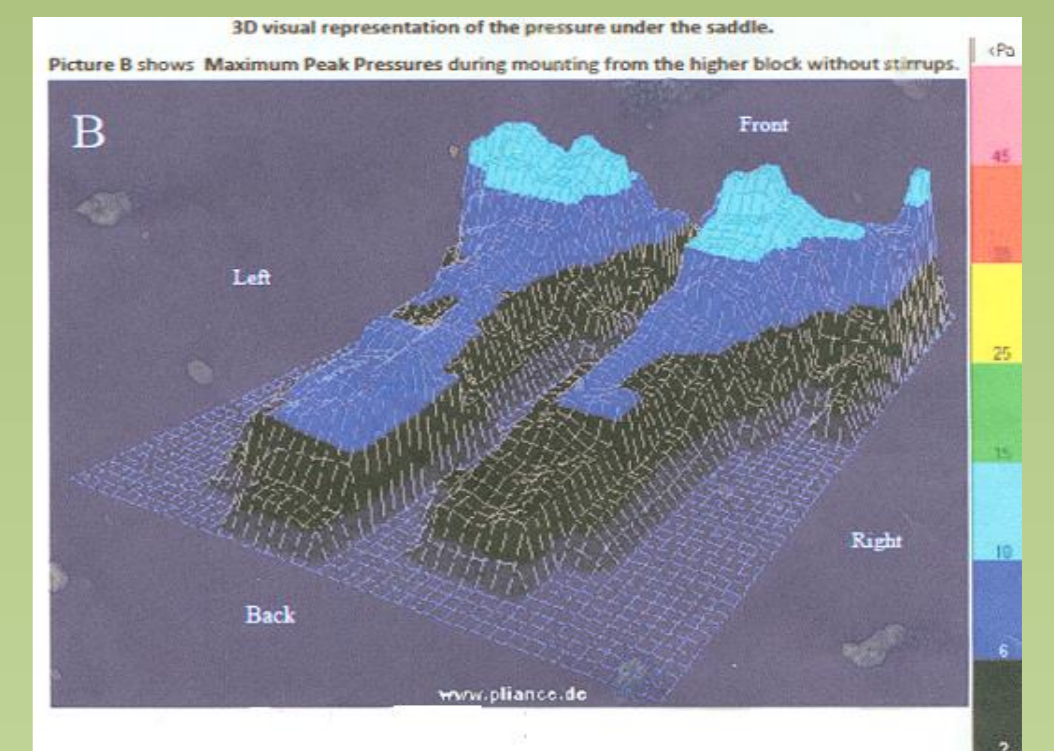 3D visual representation of the pressure under the saddle.
Picture B shows Maximum Peak Pressures during mounting from the higher block without stirrups.
B
Front
Left
Right
Back
www.pliance.de
45
25
15
10
6
2